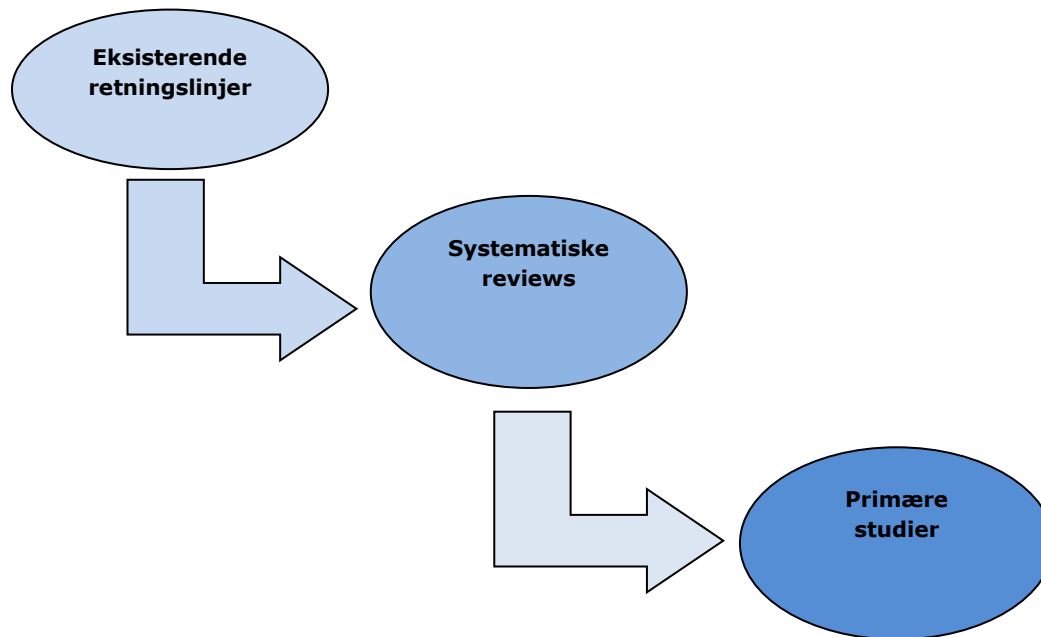 Eksisterende
retningslinjer
Systematiske
reviews
Primære
studier